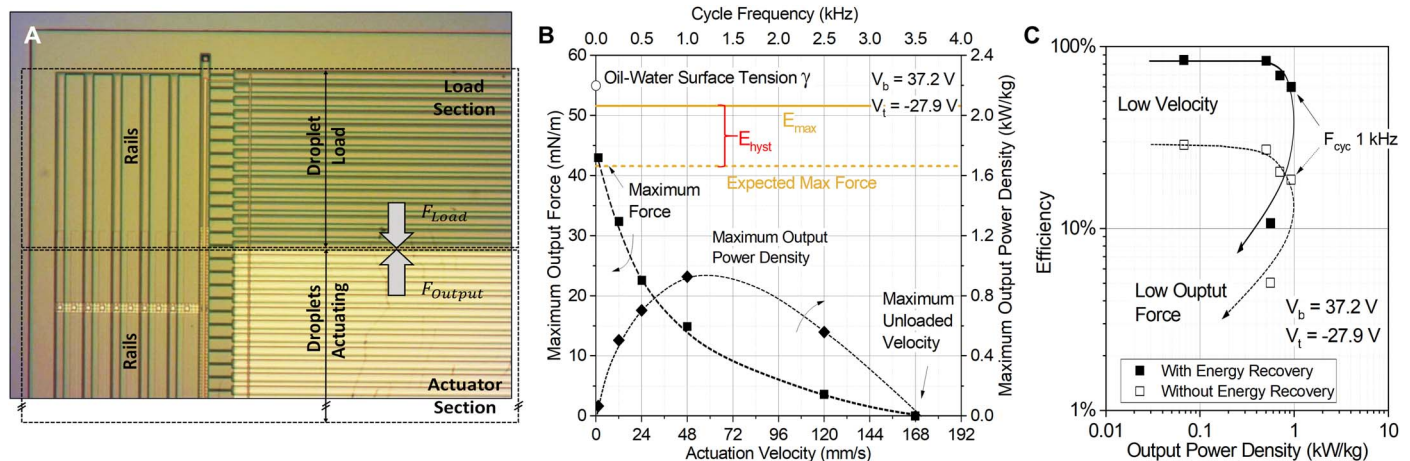 A
Load
Section
Rails
Droplet
Load
F_Load
F_Output
Rails
Droplets
Actuating
Actuator
Section
B
Cycle Frequency (kHz)
0.0 0.5 1.0 1.5 2.0 2.5 3.0 3.5 4.0
Maximum Output Force (mN/m)
60
50
40
30
20
10
0
Oil-Water Surface Tension γ
V_b = 37.2 V
V_t = -27.9 V
E_max
E_hyst
Expected Max Force
Maximum
Force
Maximum Output
Power Density
Maximum
Unloaded
Velocity
2.4
2.0
1.6
1.2
0.8
0.4
0.0
Maximum Output Power Density (kW/kg)
0 24 48 72 96 120 144 168 192
Actuation Velocity (mm/s)
C
Efficiency
100%
10%
1%
Low Velocity
F_cyc 1 kHz
Low Ouptput
Force
V_b = 37.2 V
V_t = -27.9 V
With Energy Recovery
Without Energy Recovery
0.01 0.1 1 10
Output Power Density (kW/kg)